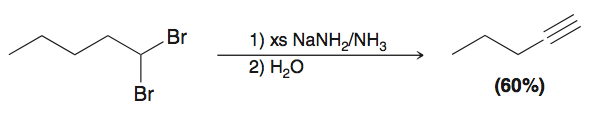 Br
Br
1) xs NaNH₂/NH₃
2) H₂O
(60%)